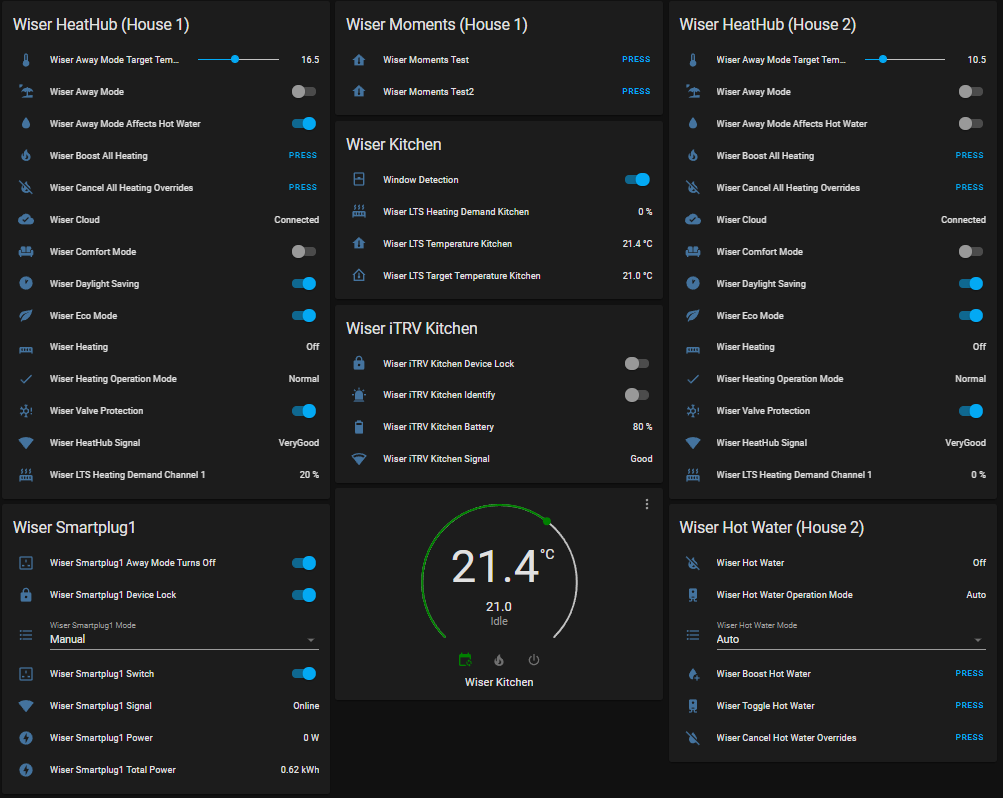 Wiser HeatHub (House 1)
Wiser Away Mode Target Tem... 16.5
Wiser Away Mode
Wiser Away Mode Affects Hot Water
Wiser Boost All Heating PRESS
Wiser Cancel All Heating Overrides PRESS
Wiser Cloud Connected
Wiser Comfort Mode
Wiser Daylight Saving
Wiser Eco Mode
Wiser Heating Off
Wiser Heating Operation Mode Normal
Wiser Valve Protection
Wiser HeatHub Signal VeryGood
Wiser LTS Heating Demand Channel 1 20 %
Wiser Smartplug1
Wiser Smartplug1 Away Mode Turns Off
Wiser Smartplug1 Device Lock
Wiser Smartplug1 Mode
Manual
Wiser Smartplug1 Switch
Wiser Smartplug1 Signal Online
Wiser Smartplug1 Power 0 W
Wiser Smartplug1 Total Power 0.62 kWh
Wiser Moments (House 1)
Wiser Moments Test PRESS
Wiser Moments Test2 PRESS
Wiser Kitchen
Window Detection
Wiser LTS Heating Demand Kitchen 0 %
Wiser LTS Temperature Kitchen 21.4 °C
Wiser LTS Target Temperature Kitchen 21.0 °C
Wiser iTRV Kitchen
Wiser iTRV Kitchen Device Lock
Wiser iTRV Kitchen Identify
Wiser iTRV Kitchen Battery 80 %
Wiser iTRV Kitchen Signal Good
21.4 °C
21.0
Idle
Wiser Kitchen
Wiser HeatHub (House 2)
Wiser Away Mode Target Tem... 10.5
Wiser Away Mode
Wiser Away Mode Affects Hot Water
Wiser Boost All Heating PRESS
Wiser Cancel All Heating Overrides PRESS
Wiser Cloud Connected
Wiser Comfort Mode
Wiser Daylight Saving
Wiser Eco Mode
Wiser Heating Off
Wiser Heating Operation Mode Normal
Wiser Valve Protection
Wiser HeatHub Signal VeryGood
Wiser LTS Heating Demand Channel 1 0 %
Wiser Hot Water (House 2)
Wiser Hot Water Off
Wiser Hot Water Operation Mode Auto
Wiser Hot Water Mode
Auto
Wiser Boost Hot Water PRESS
Wiser Toggle Hot Water PRESS
Wiser Cancel Hot Water Overrides PRESS